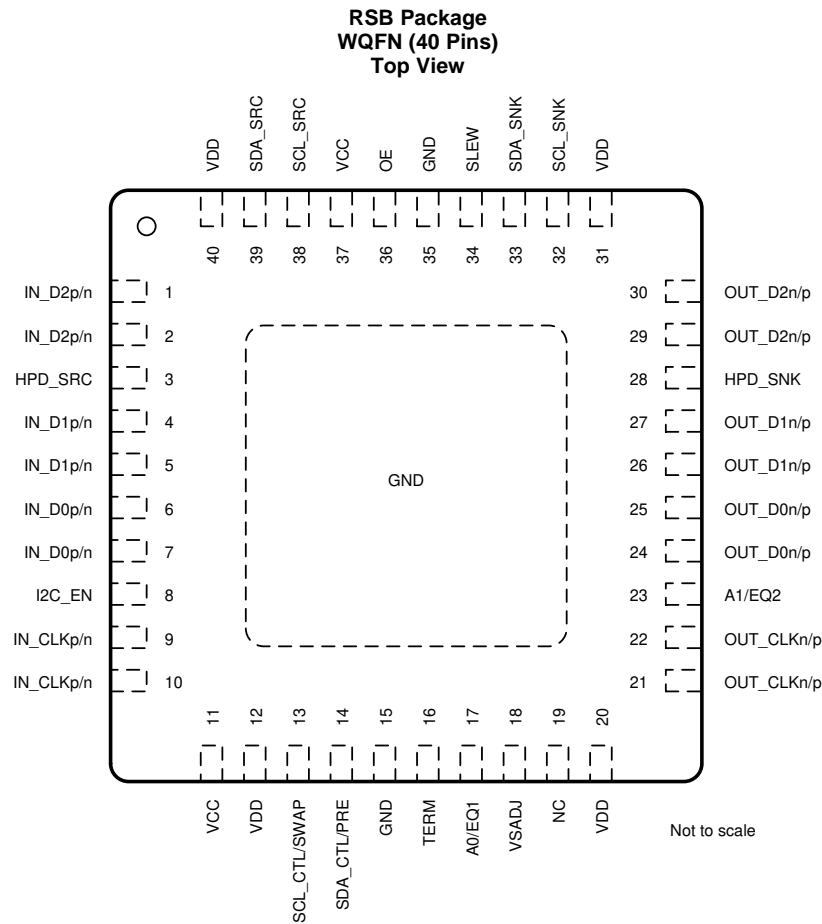 RSB Package
WQFN (40 Pins)
Top View
VDD
SDA_SRC
SCL_SRC
VCC
OE
GND
SLEW
SDA_SNK
SCL_SNK
VDD
40
39
38
37
36
35
34
33
32
31
IN_D2p/n 1
IN_D2p/n 2
HPD_SRC 3
IN_D1p/n 4
IN_D1p/n 5
IN_D0p/n 6
IN_D0p/n 7
I2C_EN 8
IN_CLKp/n 9
IN_CLKp/n 10
GND
30 OUT_D2n/p
29 OUT_D2n/p
28 HPD_SNK
27 OUT_D1n/p
26 OUT_D1n/p
25 OUT_D0n/p
24 OUT_D0n/p
23 A1/EQ2
22 OUT_CLKn/p
21 OUT_CLKn/p
11
12
13
14
15
16
17
18
19
20
VCC
VDD
SCL_CTL/SWAP
SDA_CTL/PRE
GND
TERM
A0/EQ1
VSADJ
NC
VDD
Not to scale